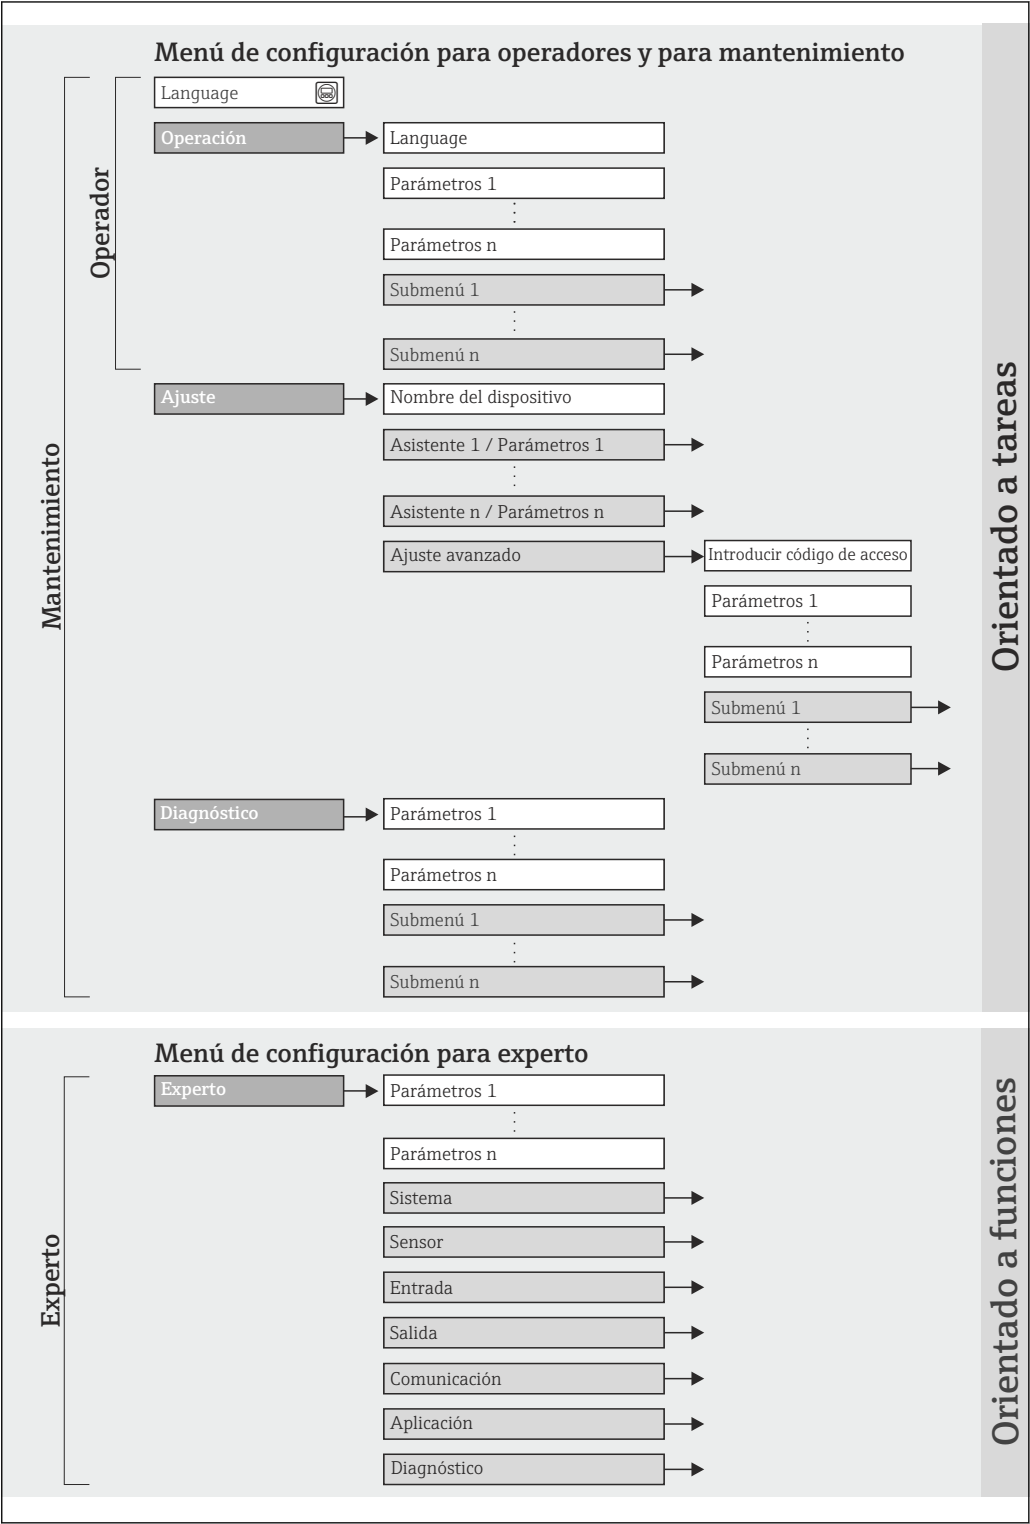 Menú de configuración para operadores y para mantenimiento
Language
Operación
Language
Parámetros 1
Parámetros n
Submenú 1
Submenú n
Operador
Ajuste
Nombre del dispositivo
Asistente 1 / Parámetros 1
Asistente n / Parámetros n
Ajuste avanzado
Introducir código de acceso
Parámetros 1
Parámetros n
Submenú 1
Submenú n
Mantenimiento
Orientado a tareas
Diagnóstico
Parámetros 1
Parámetros n
Submenú 1
Submenú n
Menú de configuración para experto
Experto
Parámetros 1
Parámetros n
Sistema
Sensor
Entrada
Salida
Comunicación
Aplicación
Diagnóstico
Experto
Orientado a funciones